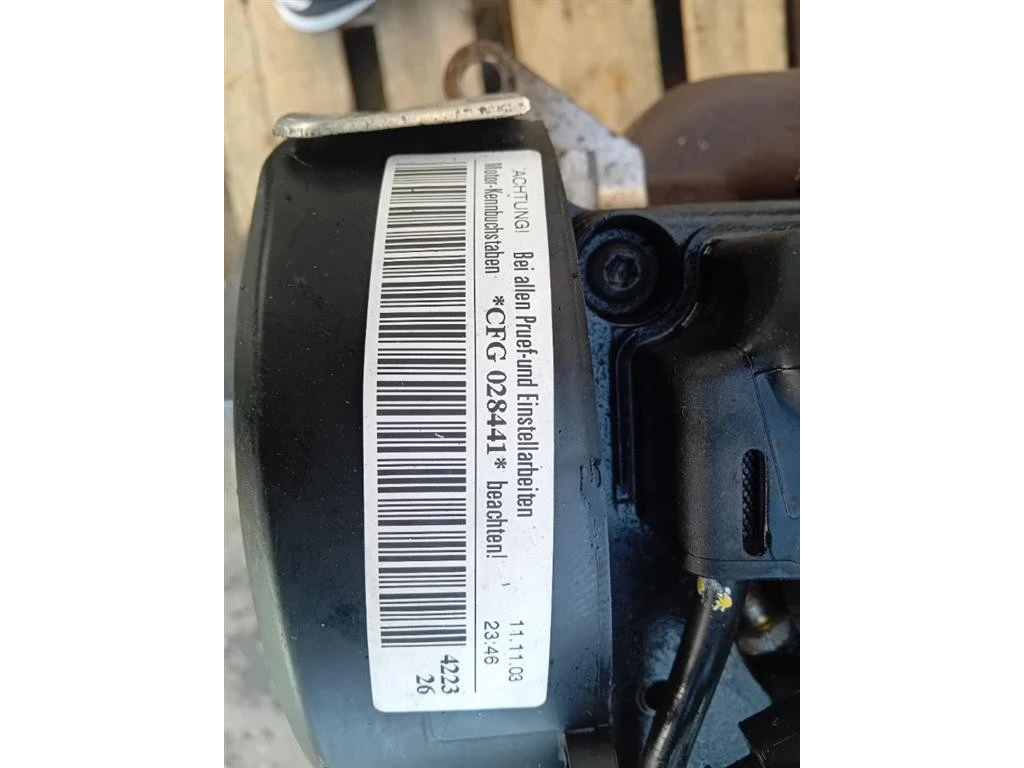 "ACHTUNG! Bei allen Pruef-und Einstellarbeiten 11.11.03
Motor-Kennbuchstaben *CFG 028441* beachten! 23:46
4223
26